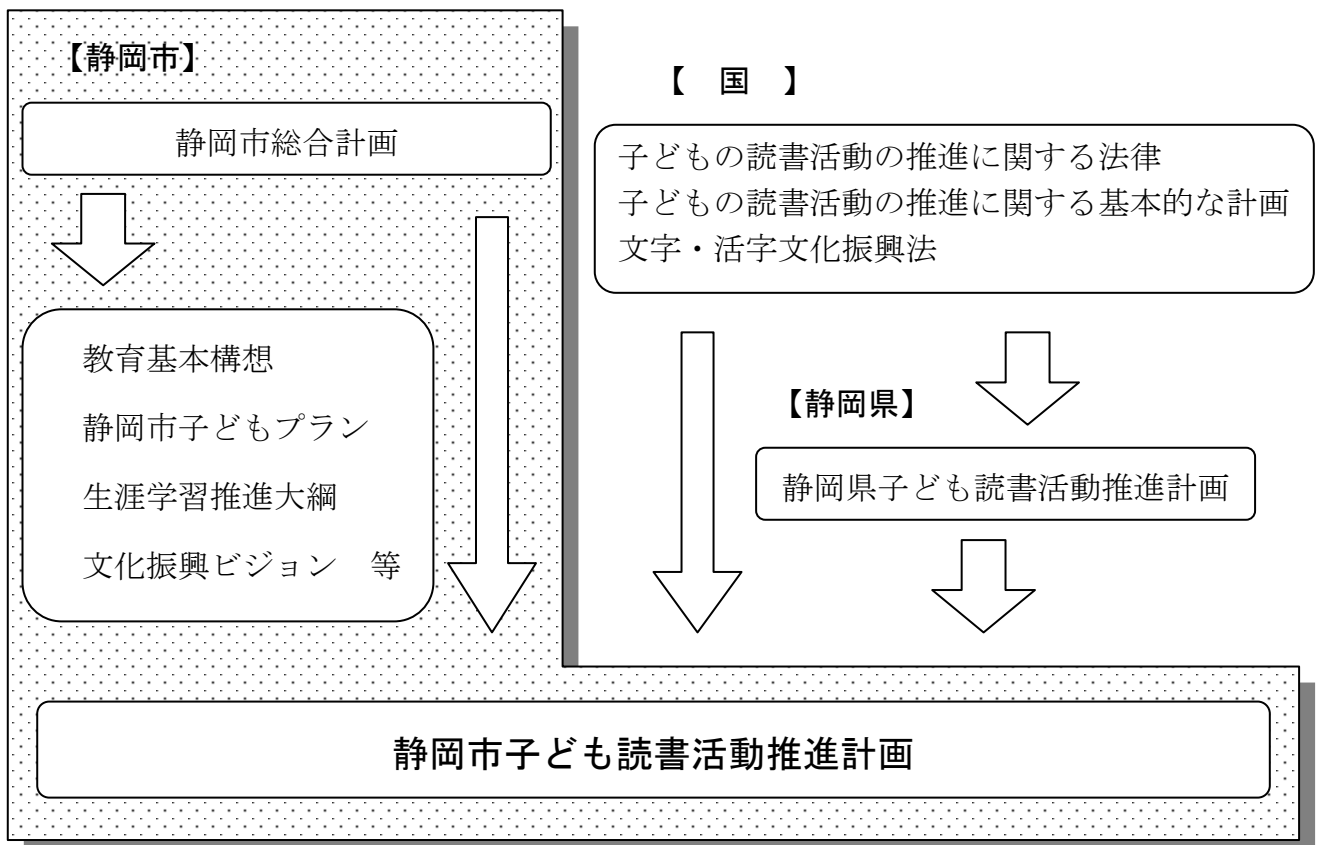 【静岡市】
静岡市総合計画
教育基本構想
静岡市子どもプラン
生涯学習推進大綱
文化振興ビジョン　等
【　国　】
子どもの読書活動の推進に関する法律
子どもの読書活動の推進に関する基本的な計画
文字・活字文化振興法
【静岡県】
静岡県子ども読書活動推進計画
静岡市子ども読書活動推進計画